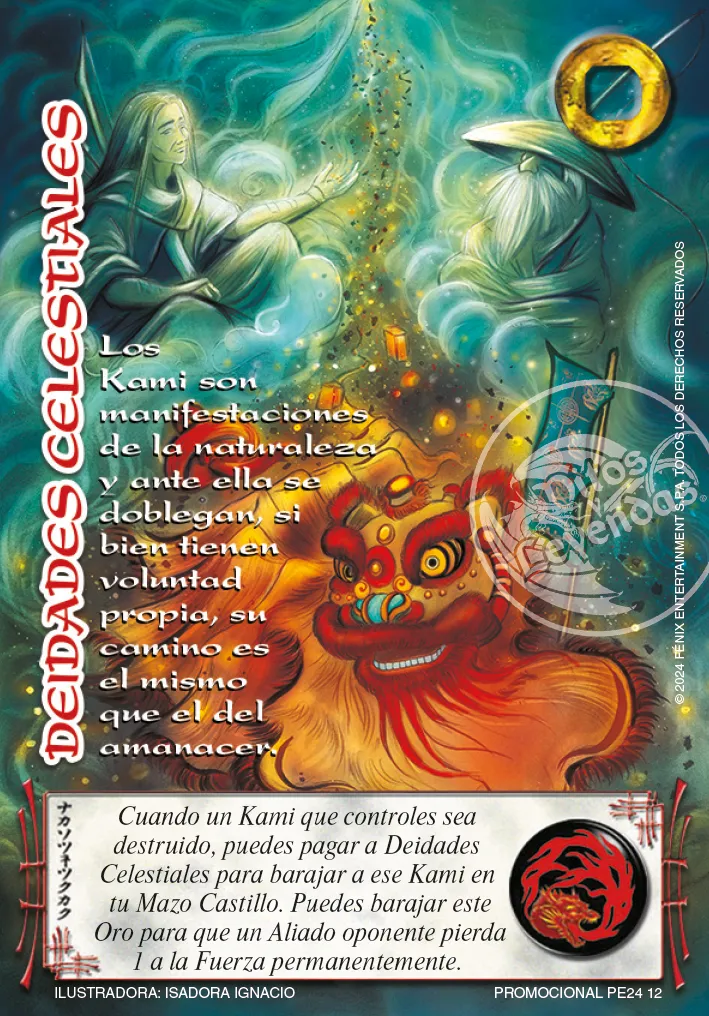 DEIDADES CELESTIALES
Los
Kami son
manifestaciones
de la naturaleza
y ante ella se
doblegan, si
bien tienen
voluntad
propia, su
camino es
el mismo
que el del
amanacer.
Mitos
y
Leyendas®
©2024 FÉNIX ENTERTAINMENT S.P.A. TODOS LOS DERECHOS RESERVADOS
ナカソツネツクカク
Cuando un Kami que controles sea
destruido, puedes pagar a Deidades
Celestiales para barajar a ese Kami en
tu Mazo Castillo. Puedes barajar este
Oro para que un Aliado oponente pierda
1 a la Fuerza permanentemente.
ILUSTRADORA: ISADORA IGNACIO
PROMOCIONAL PE24 12